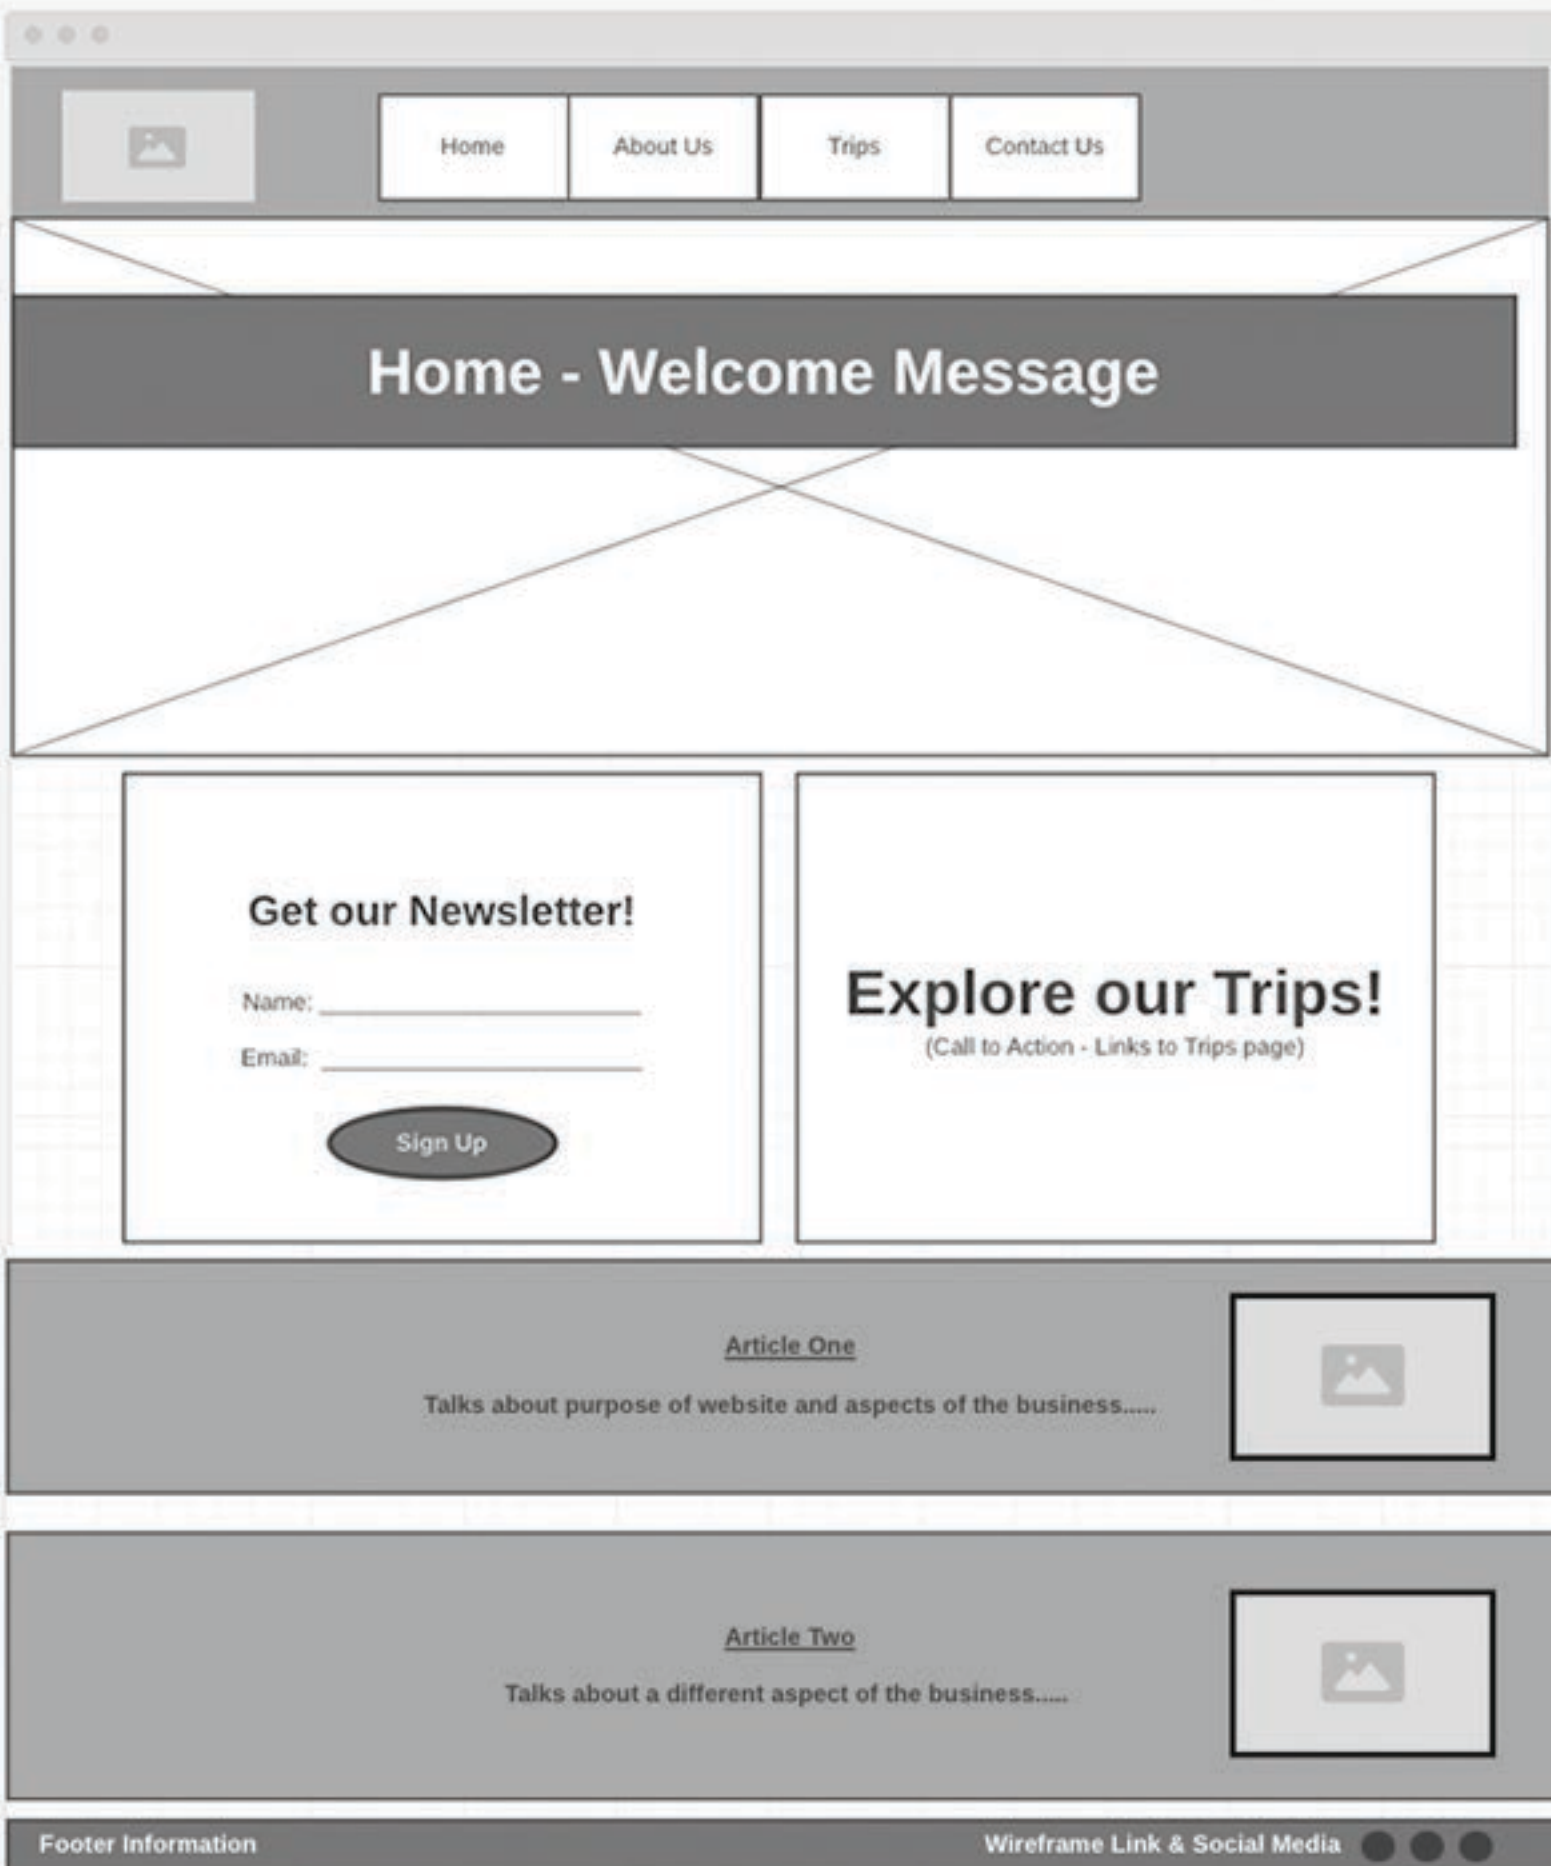 Home
About Us
Trips
Contact Us
Home - Welcome Message
Get our Newsletter!
Name:
Email:
Sign Up
Explore our Trips!
(Call to Action - Links to Trips page)
Article One
Talks about purpose of website and aspects of the business.....
Article Two
Talks about a different aspect of the business.....
Footer Information
Wireframe Link & Social Media